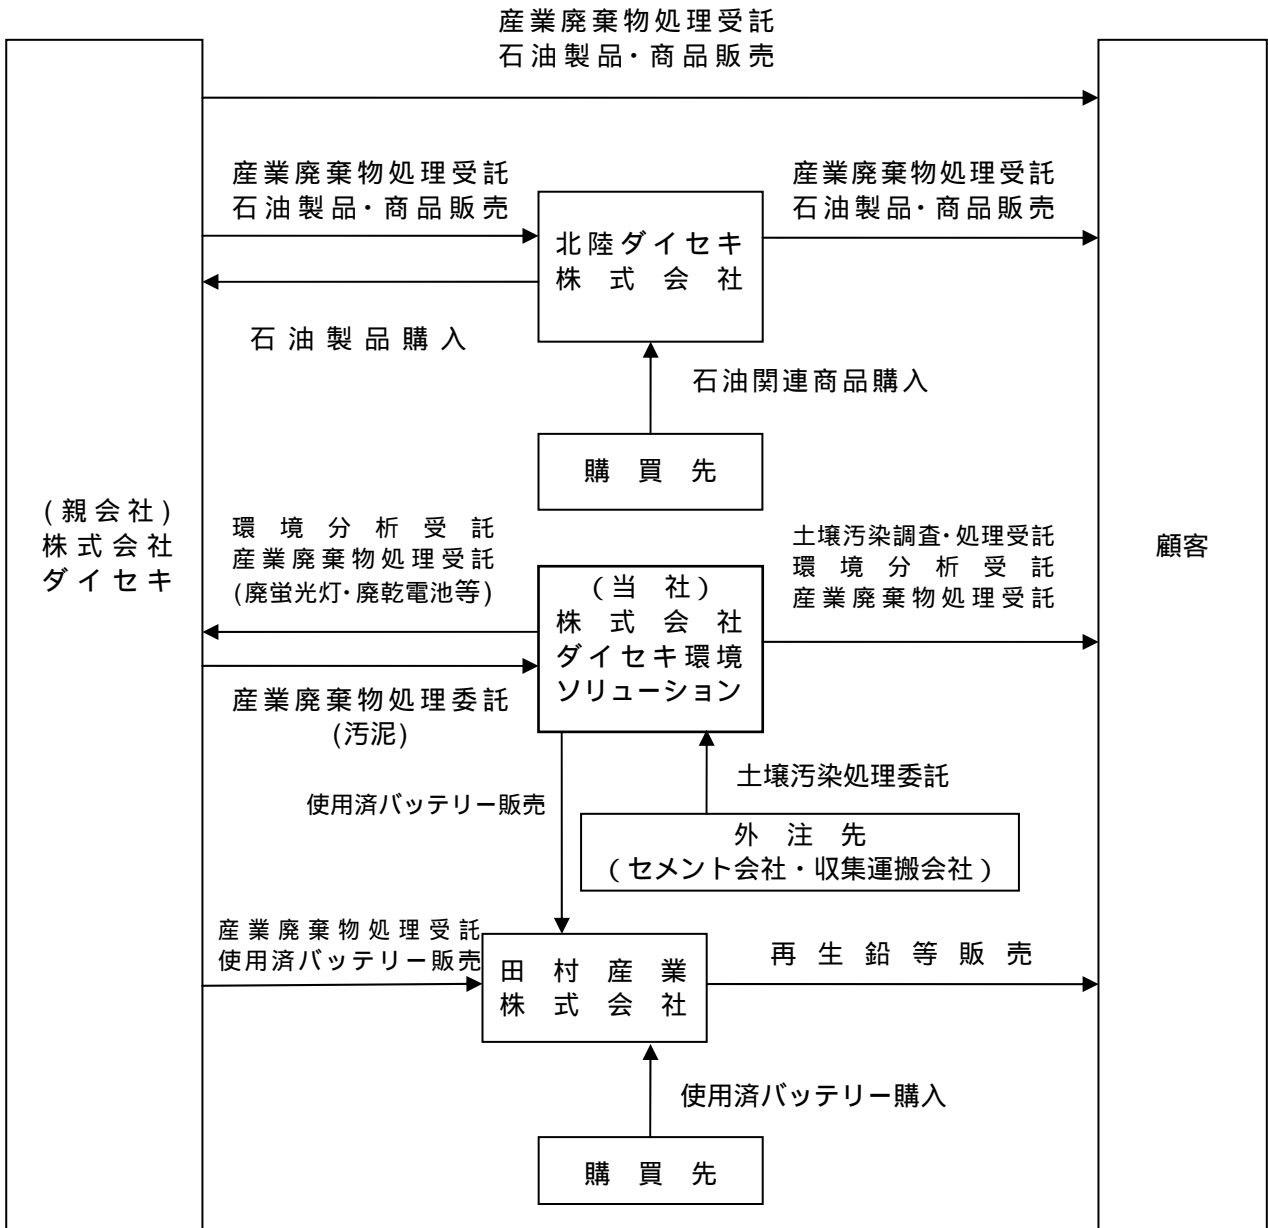 産業廃棄物処理受託
石油製品・商品販売
産業廃棄物処理受託
石油製品・商品販売
北陸ダイセキ
株式会社
産業廃棄物処理受託
石油製品・商品販売
石油製品購入
石油関連商品購入
購買先
(親会社)
株式会社
ダイセキ
環境分析受託
産業廃棄物処理受託
(廃蛍光灯・廃乾電池等)
(当社)
株式会社
ダイセキ環境
ソリューション
土壌汚染調査・処理受託
環境分析受託
産業廃棄物処理受託
顧客
産業廃棄物処理委託
(汚泥)
使用済バッテリー販売
土壌汚染処理委託
外注先
(セメント会社・収集運搬会社)
産業廃棄物処理受託
使用済バッテリー販売
田村産業
株式会社
再生鉛等販売
使用済バッテリー購入
購買先